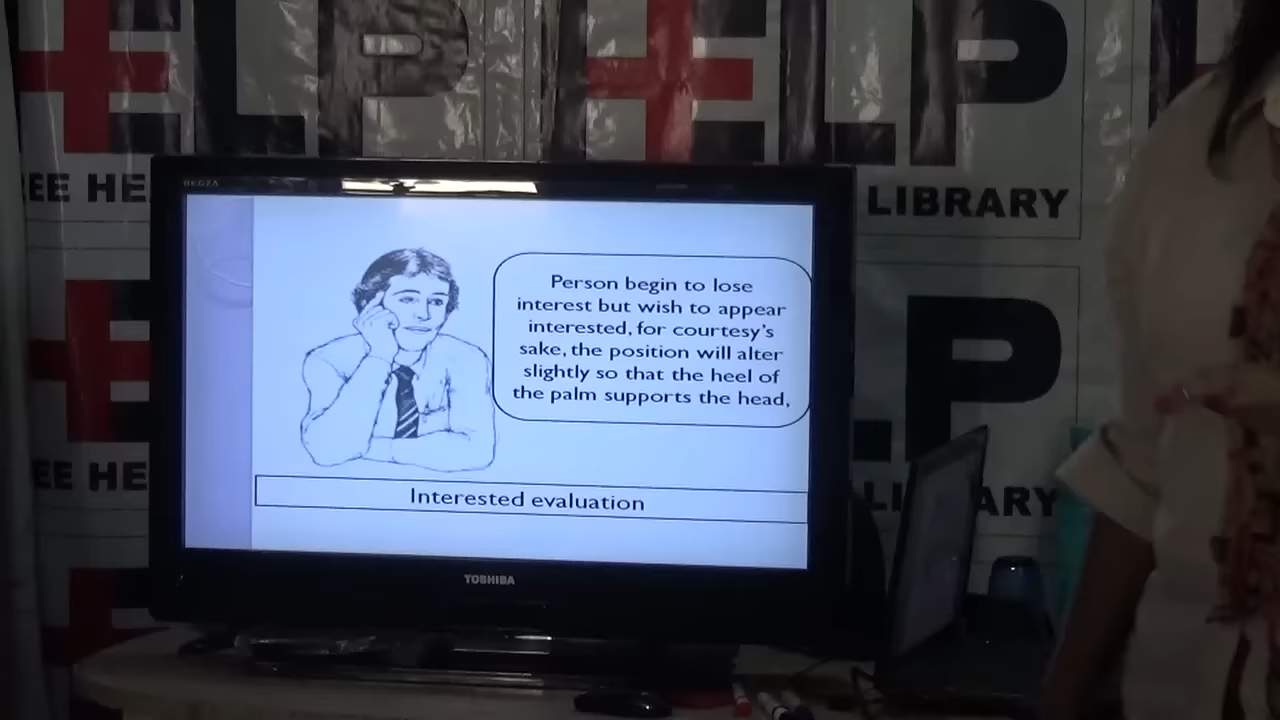 HELP
LP
EE HE
LIBRARY
REGZA
Person begin to lose
interest but wish to appear
interested, for courtesy's
sake, the position will alter
slightly so that the heel of
the palm supports the head,
Interested evaluation
TOSHIBA
P
EE HE
LIBRARY